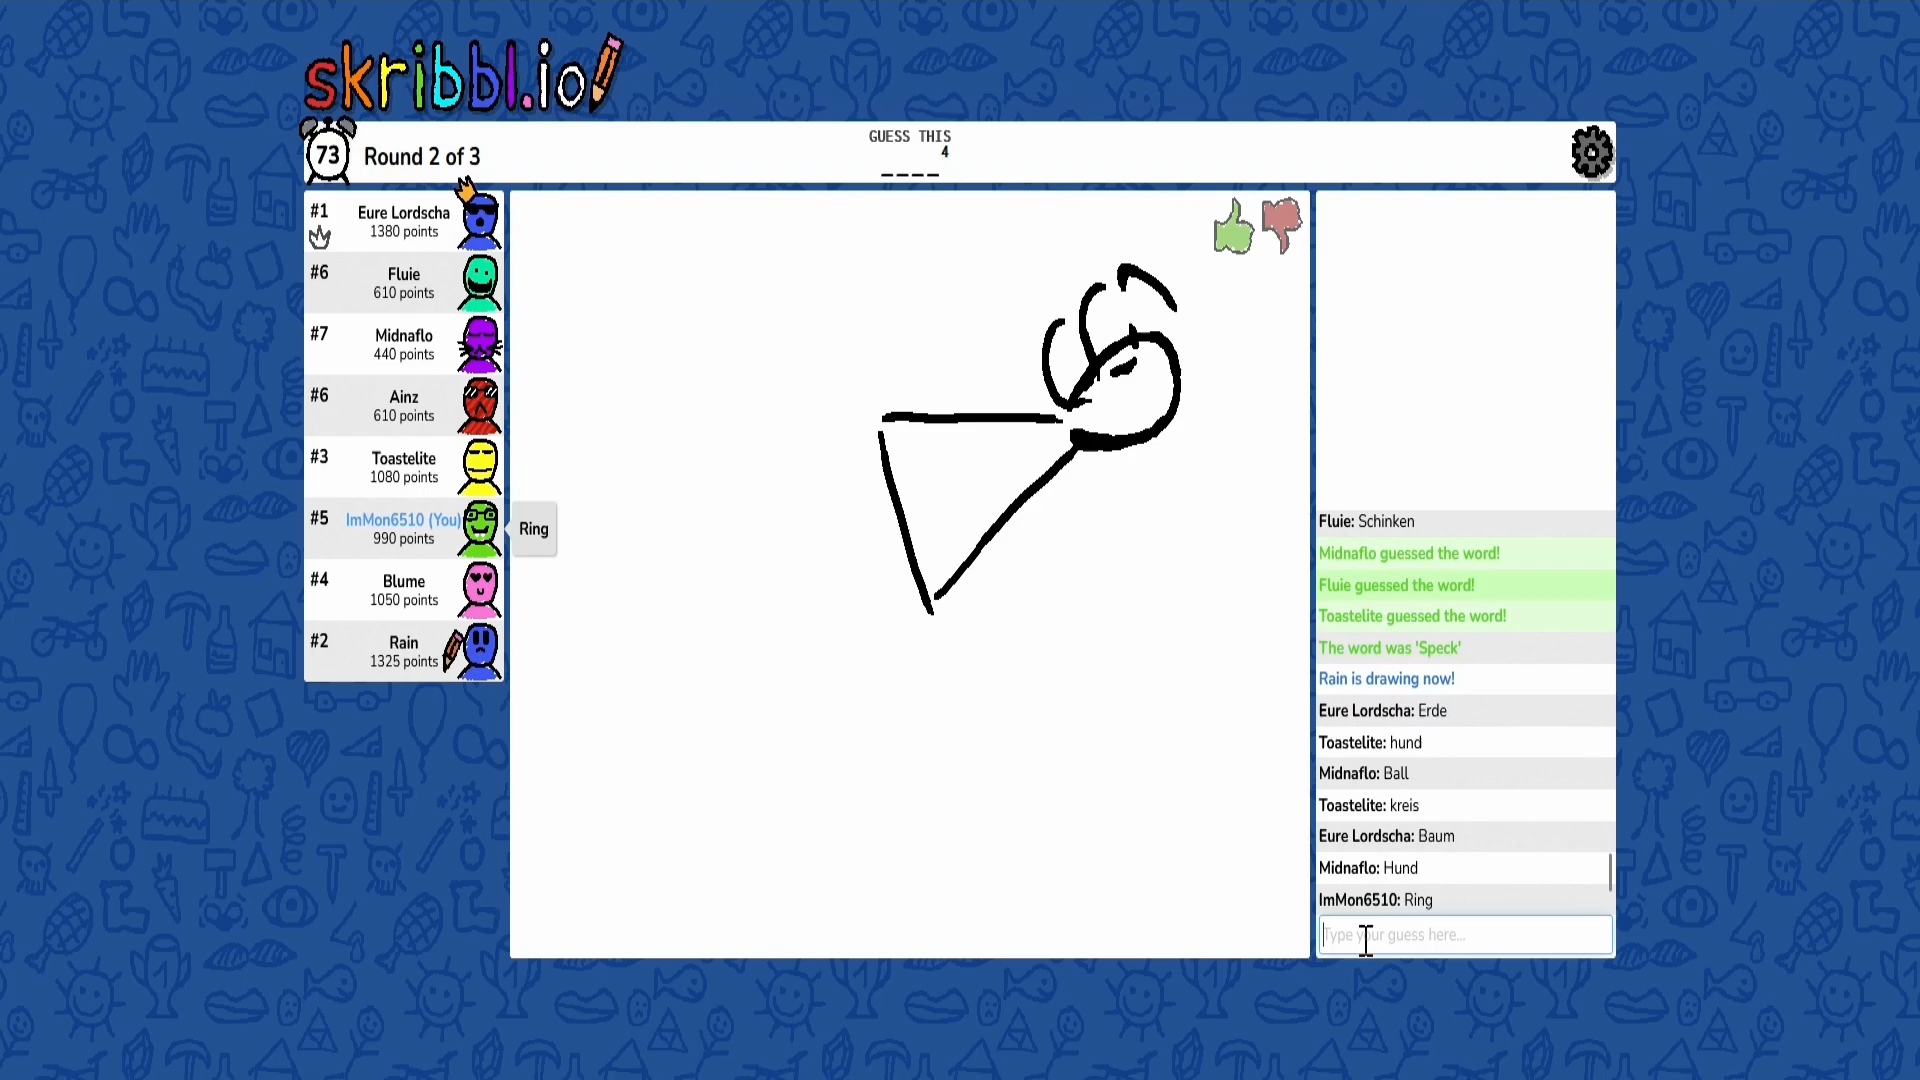 skribbl.io
73
Round 2 of 3
GUESS THIS
4
____
#1
Eure Lordscha
1380 points
#6
Fluie
610 points
#7
Midnaflo
440 points
#6
Ainz
610 points
#3
Toastelite
1080 points
#5
ImMon6510 (You)
990 points
Ring
#4
Blume
1050 points
#2
Rain
1325 points
Fluie: Schinken
Midnaflo guessed the word!
Fluie guessed the word!
Toastelite guessed the word!
The word was 'Speck'
Rain is drawing now!
Eure Lordscha: Erde
Toastelite: hund
Midnaflo: Ball
Toastelite: kreis
Eure Lordscha: Baum
Midnaflo: Hund
ImMon6510: Ring
Type your guess here...